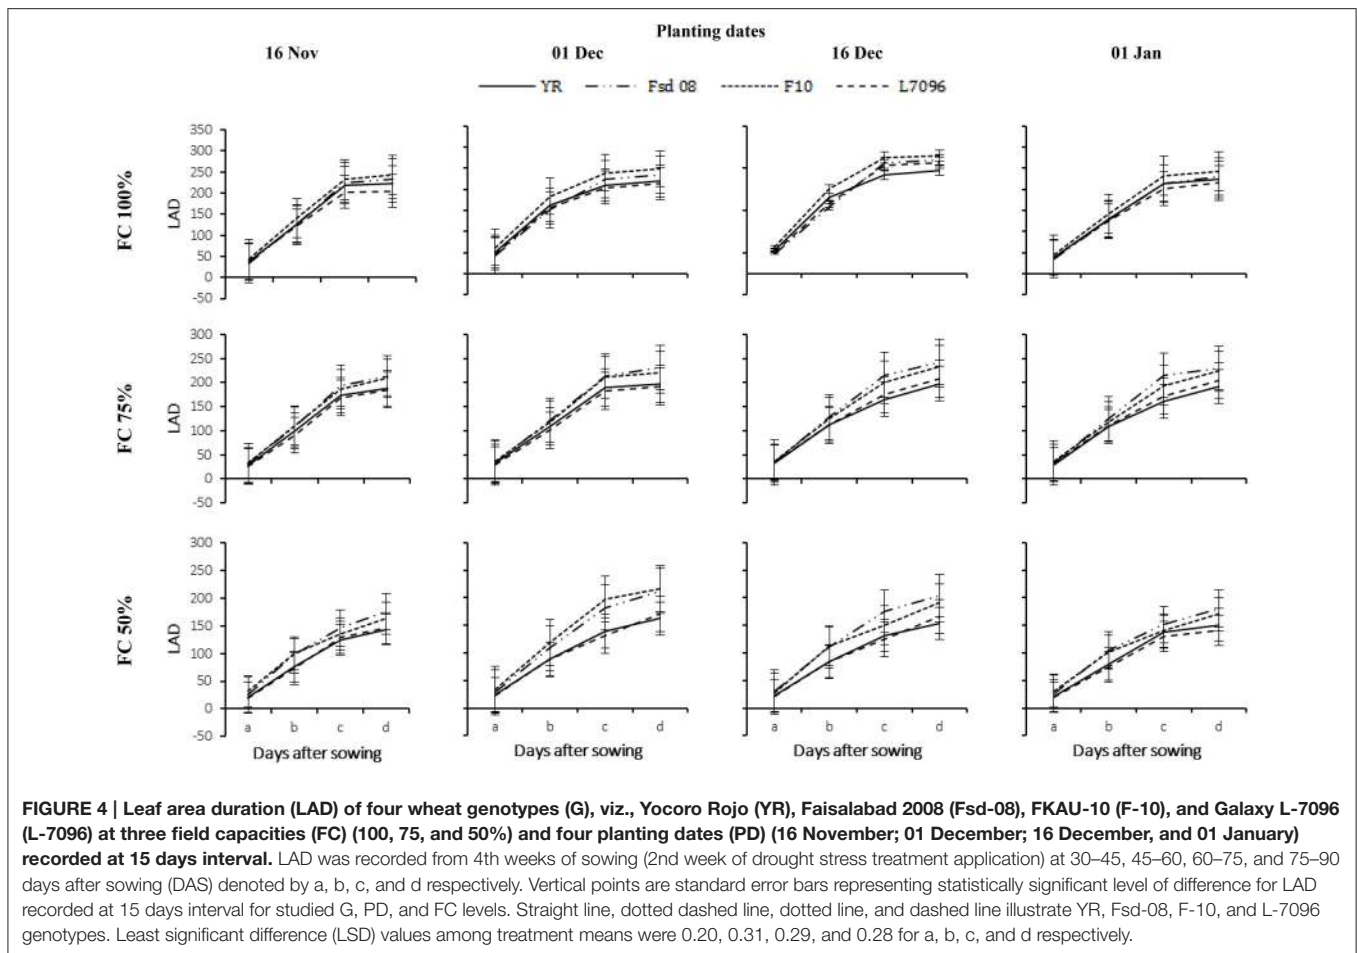 Planting dates
16 Nov 01 Dec 16 Dec 01 Jan
YR Fsd 08 F10 L7096
FC 100%
LAD
350
300
250
200
150
100
50
0
-50
FC 75%
LAD
300
250
200
150
100
50
0
-50
FC 50%
LAD
300
250
200
150
100
50
0
-50
a b c d a b c d a b c d a b c d
Days after sowing Days after sowing Days after sowing Days after sowing
FIGURE 4 | Leaf area duration (LAD) of four wheat genotypes (G), viz., Yocoro Rojo (YR), Faisalabad 2008 (Fsd-08), FKAU-10 (F-10), and Galaxy L-7096
(L-7096) at three field capacities (FC) (100, 75, and 50%) and four planting dates (PD) (16 November; 01 December; 16 December, and 01 January)
recorded at 15 days interval. LAD was recorded from 4th weeks of sowing (2nd week of drought stress treatment application) at 30–45, 45–60, 60–75, and 75–90
days after sowing (DAS) denoted by a, b, c, and d respectively. Vertical points are standard error bars representing statistically significant level of difference for LAD
recorded at 15 days interval for studied G, PD, and FC levels. Straight line, dotted dashed line, dotted line, and dashed line illustrate YR, Fsd-08, F-10, and L-7096
genotypes. Least significant difference (LSD) values among treatment means were 0.20, 0.31, 0.29, and 0.28 for a, b, c, and d respectively.